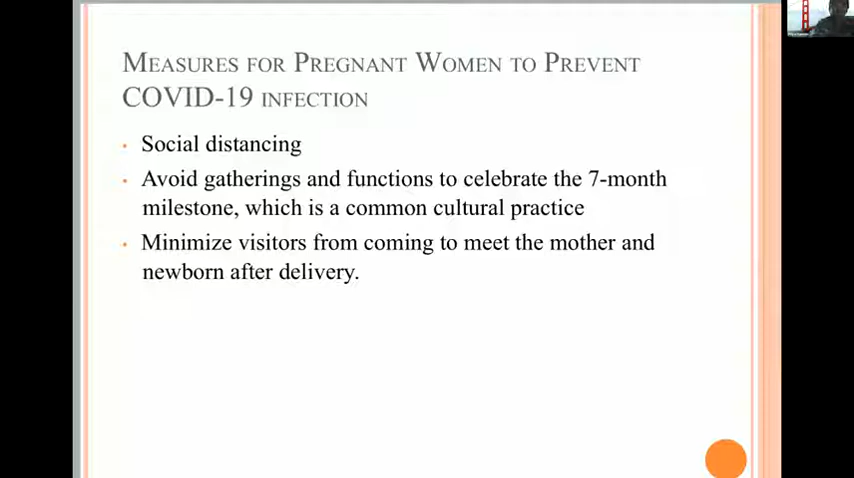 MEASURES FOR PREGNANT WOMEN TO PREVENT
COVID-19 INFECTION
• Social distancing
• Avoid gatherings and functions to celebrate the 7-month
milestone, which is a common cultural practice
• Minimize visitors from coming to meet the mother and
newborn after delivery.